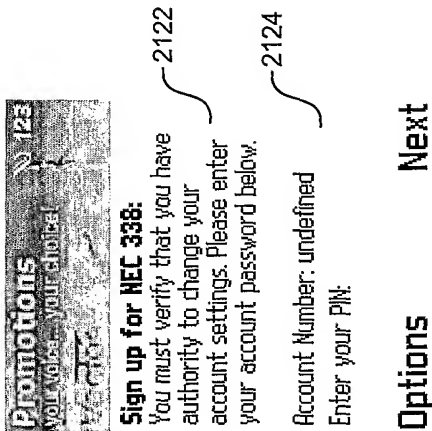 Promotions
your voice... your choice!
123
Sign up for NEC 338:
You must verify that you have
authority to change your
account settings. Please enter
your account password below.
Account Number: undefined
Enter your PIN:
Options Next
2122
2124